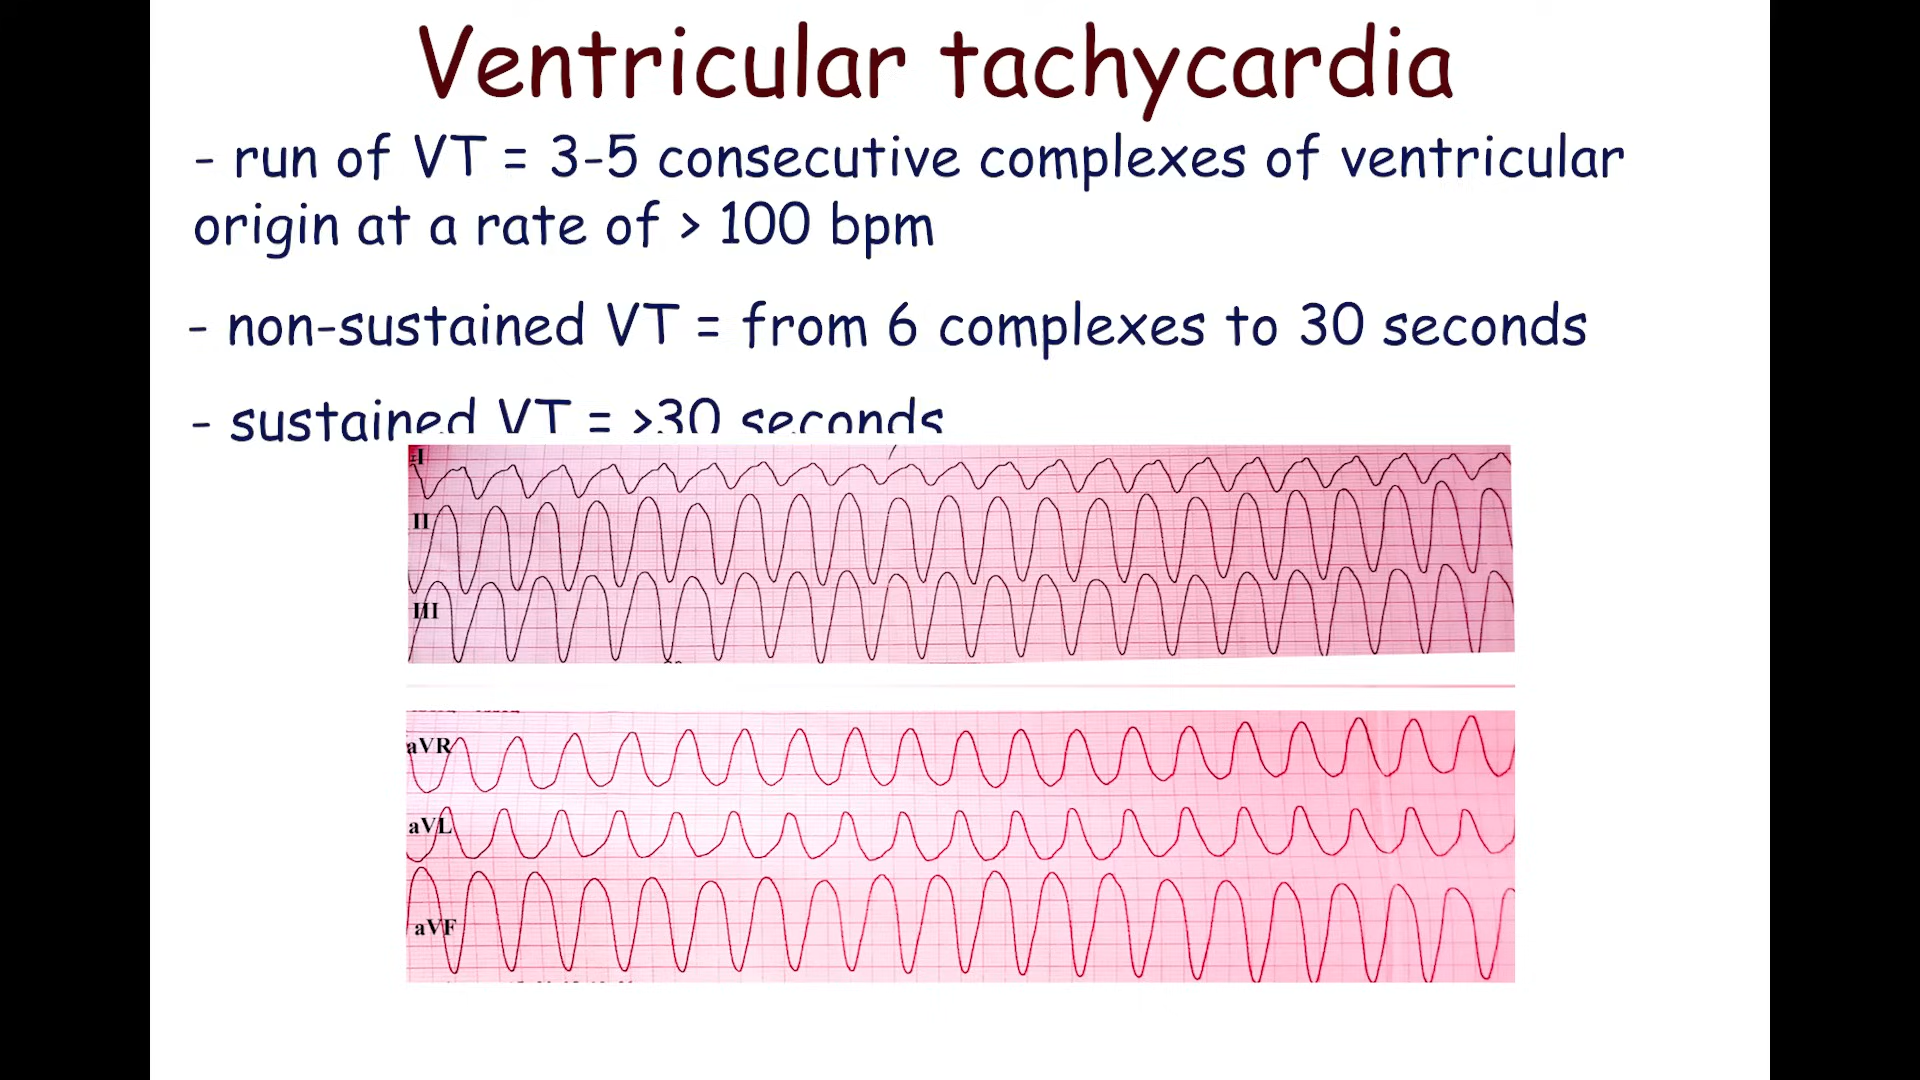 Ventricular tachycardia
- run of VT = 3-5 consecutive complexes of ventricular
origin at a rate of > 100 bpm
- non-sustained VT = from 6 complexes to 30 seconds
- sustained VT = >30 seconds
I
II
III
aVR
aVL
aVF